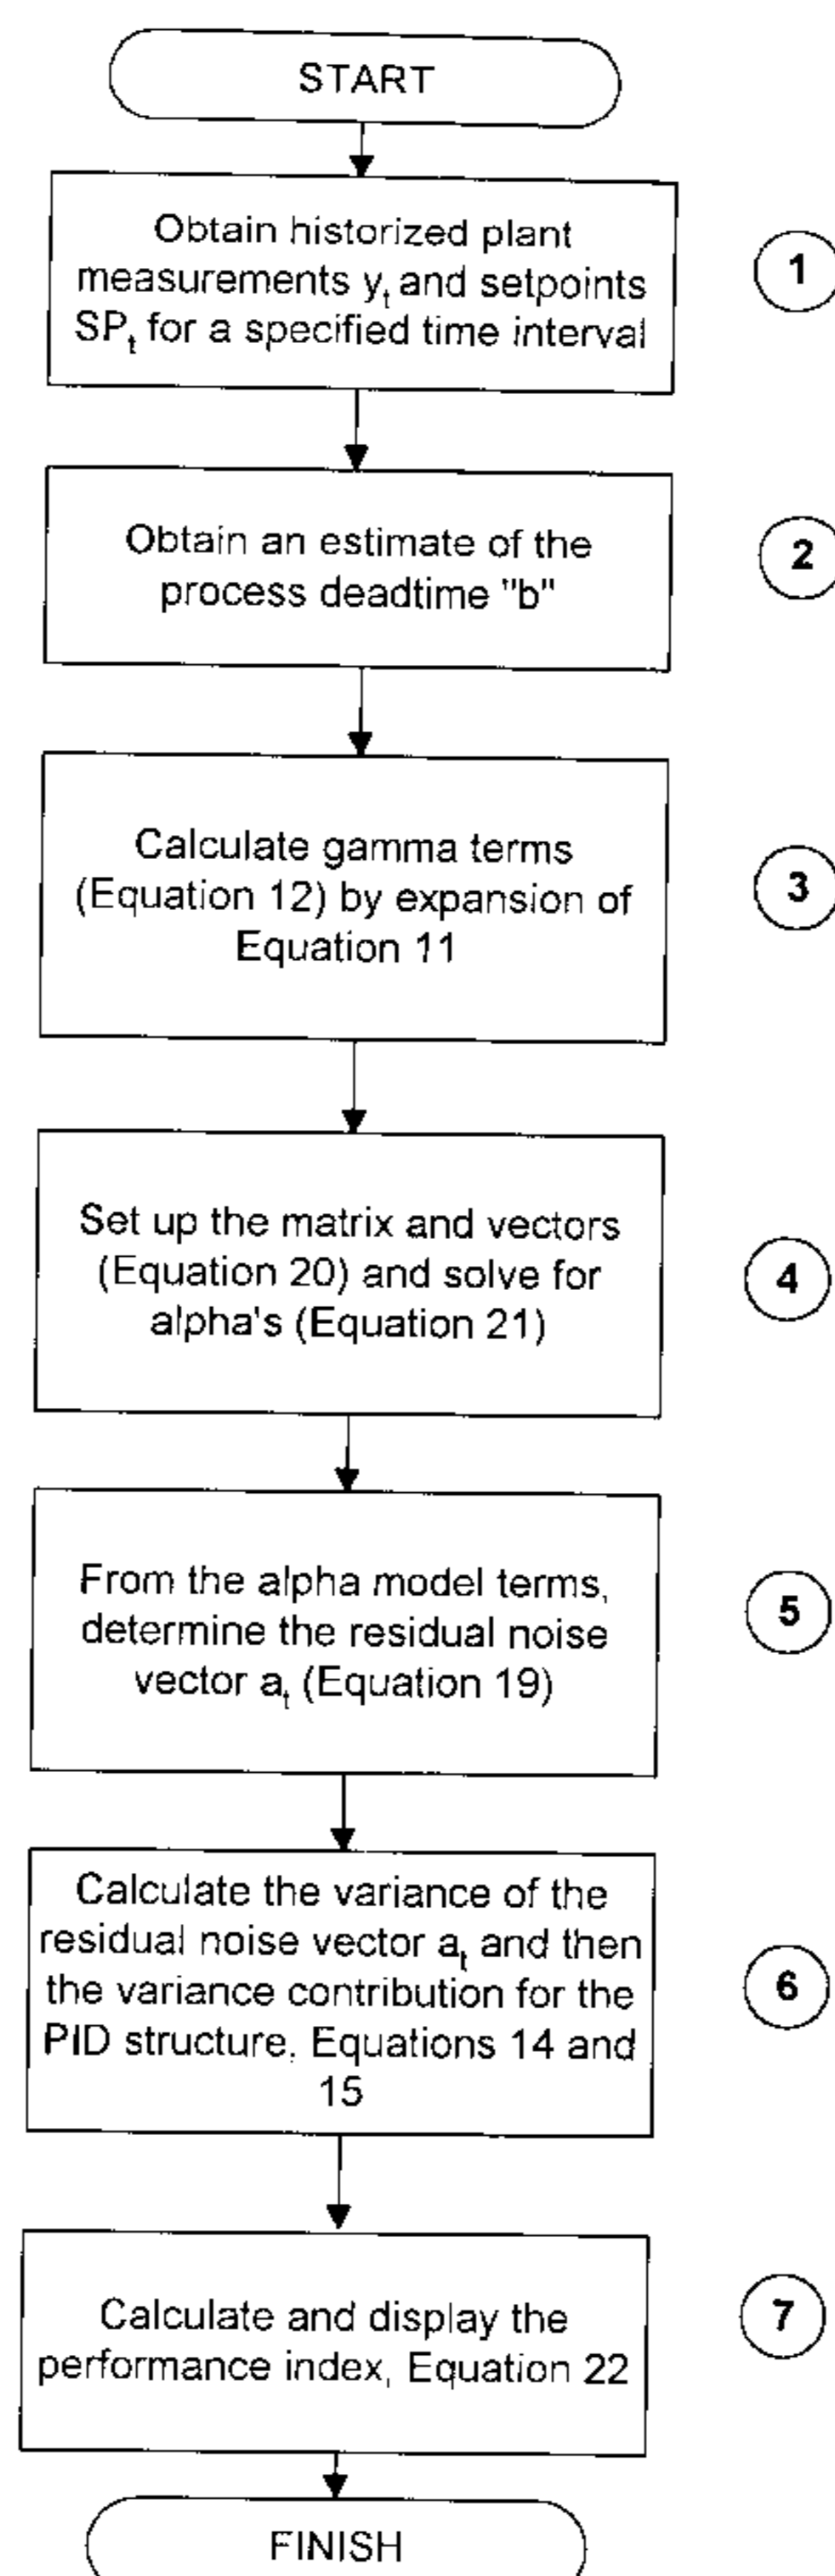 START
Obtain historized plant
measurements yt and setpoints
SPt for a specified time interval
1
Obtain an estimate of the
process deadtime "b"
2
Calculate gamma terms
(Equation 12) by expansion of
Equation 11
3
Set up the matrix and vectors
(Equation 20) and solve for
alpha's (Equation 21)
4
From the alpha model terms,
determine the residual noise
vector at (Equation 19)
5
Calculate the variance of the
residual noise vector at and then
the variance contribution for the
PID structure, Equations 14 and
15
6
Calculate and display the
performance index, Equation 22
7
FINISH